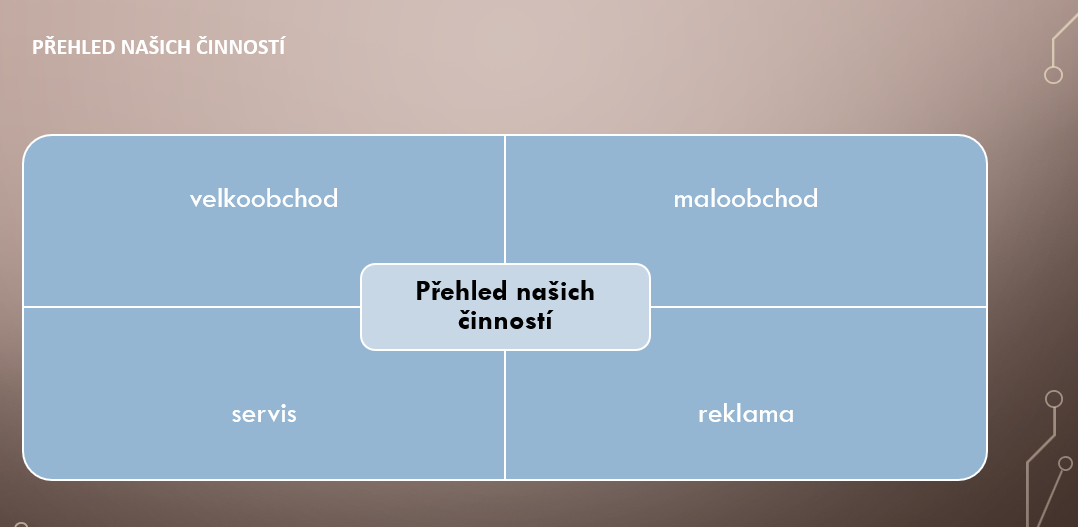 PŘEHLED NAŠICH ČINNOSTÍ
velkoobchod
maloobchod
Přehled našich
činností
servis
reklama